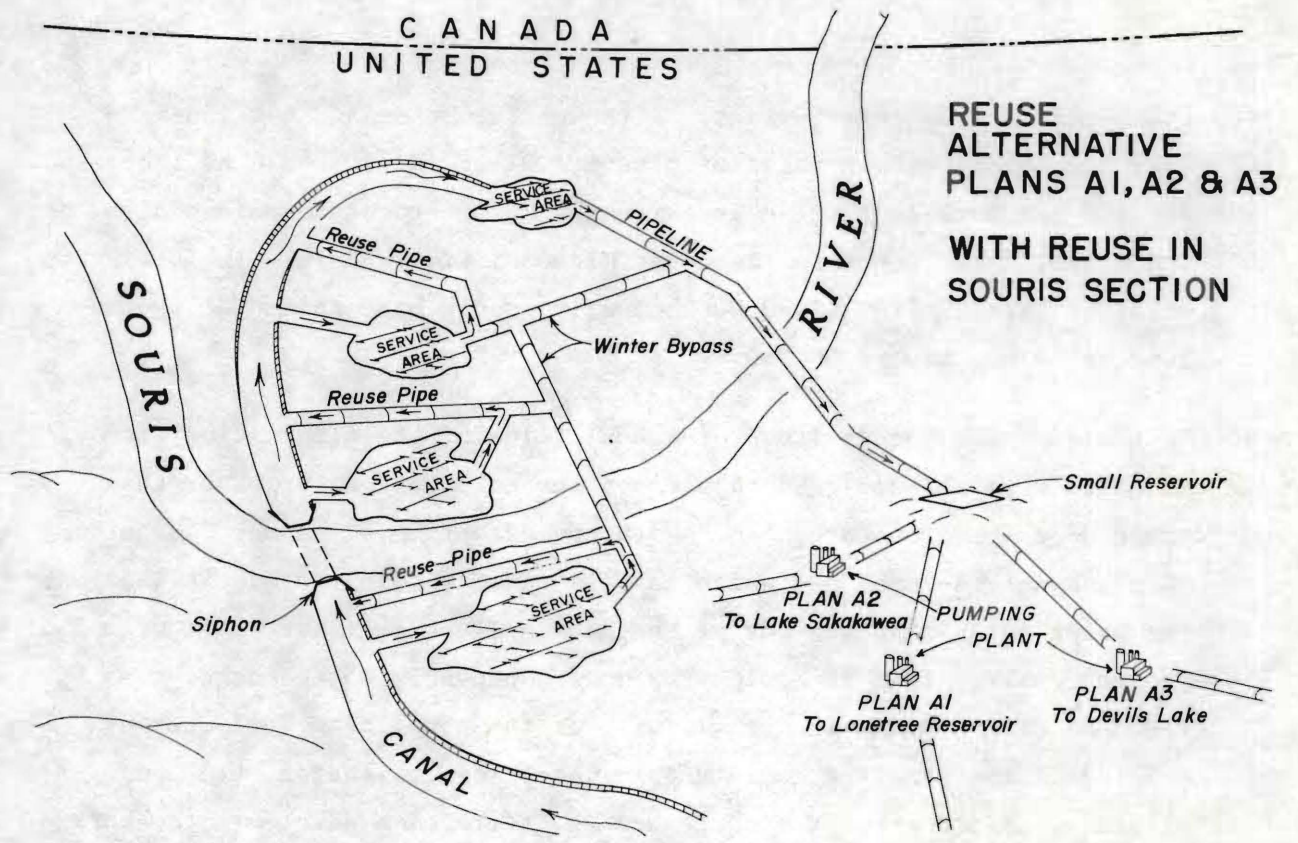 CANADA
UNITED STATES
REUSE
ALTERNATIVE
PLANS A1, A2 & A3
WITH REUSE IN
SOURIS SECTION
SOURIS
RIVER
SERVICE
AREA
PIPELINE
Reuse Pipe
SERVICE
AREA
Winter Bypass
Reuse Pipe
SERVICE
AREA
Small Reservoir
Reuse Pipe
Siphon
SERVICE
AREA
PLAN A2
To Lake Sakakawea
PUMPING
PLANT
PLAN A1
To Lonetree Reservoir
PLAN A3
To Devils Lake
CANAL